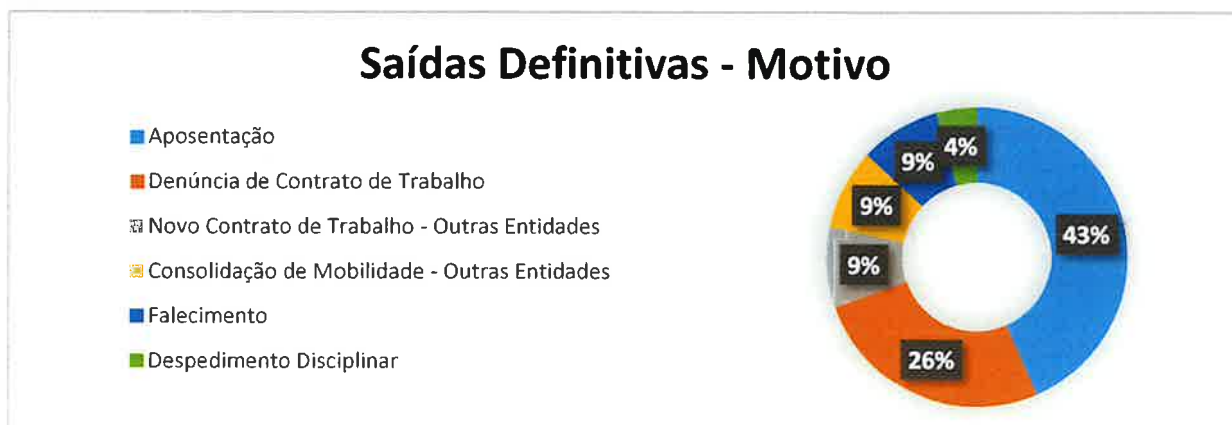 Saídas Definitivas - Motivo
Aposentação
Denúncia de Contrato de Trabalho
Novo Contrato de Trabalho - Outras Entidades
Consolidação de Mobilidade - Outras Entidades
Falecimento
Despedimento Disciplinar
4%
9%
9%
43%
9%
26%